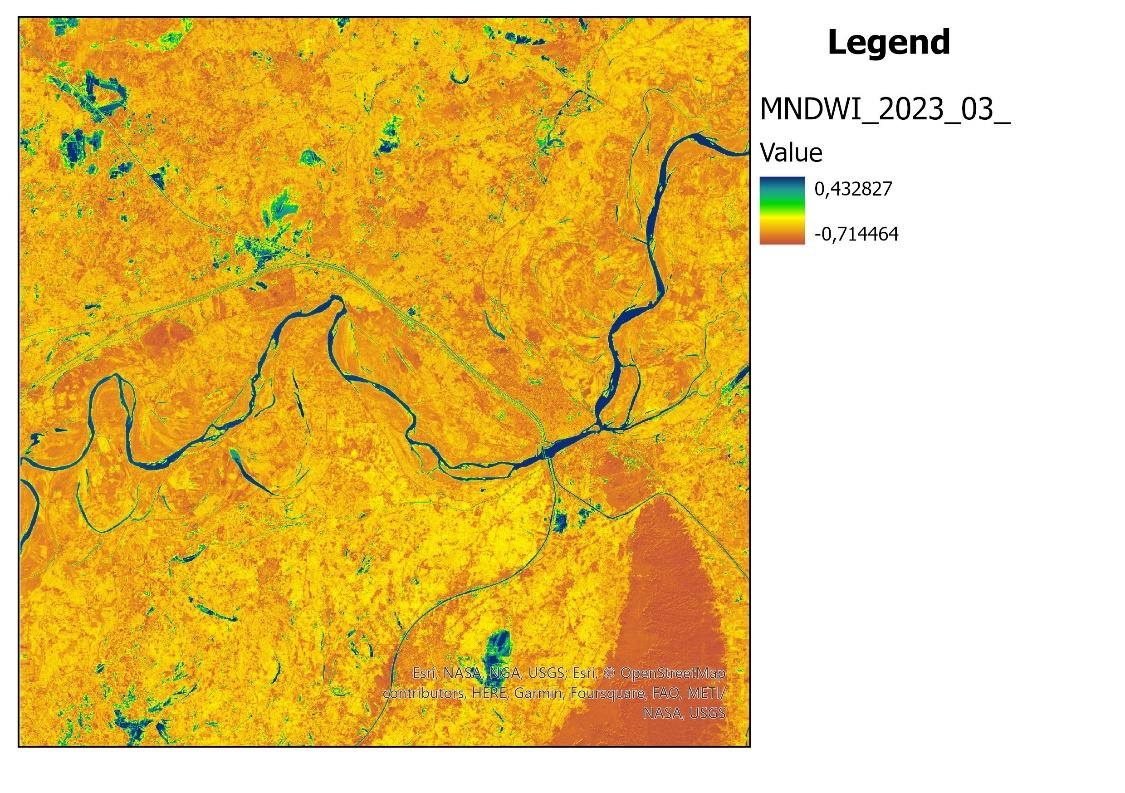 Legend
MNDWI_2023_03_
Value
0,432827
-0,714464
Esri, NASA, NGA, USGS, Esri, © OpenStreetMap
contributors, HERE, Garmin, Foursquare, FAO, METI/
NASA, USGS